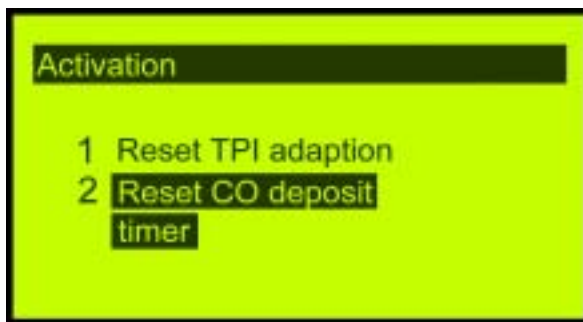 Activation
1 Reset TPI adaption
2 Reset CO deposit
timer